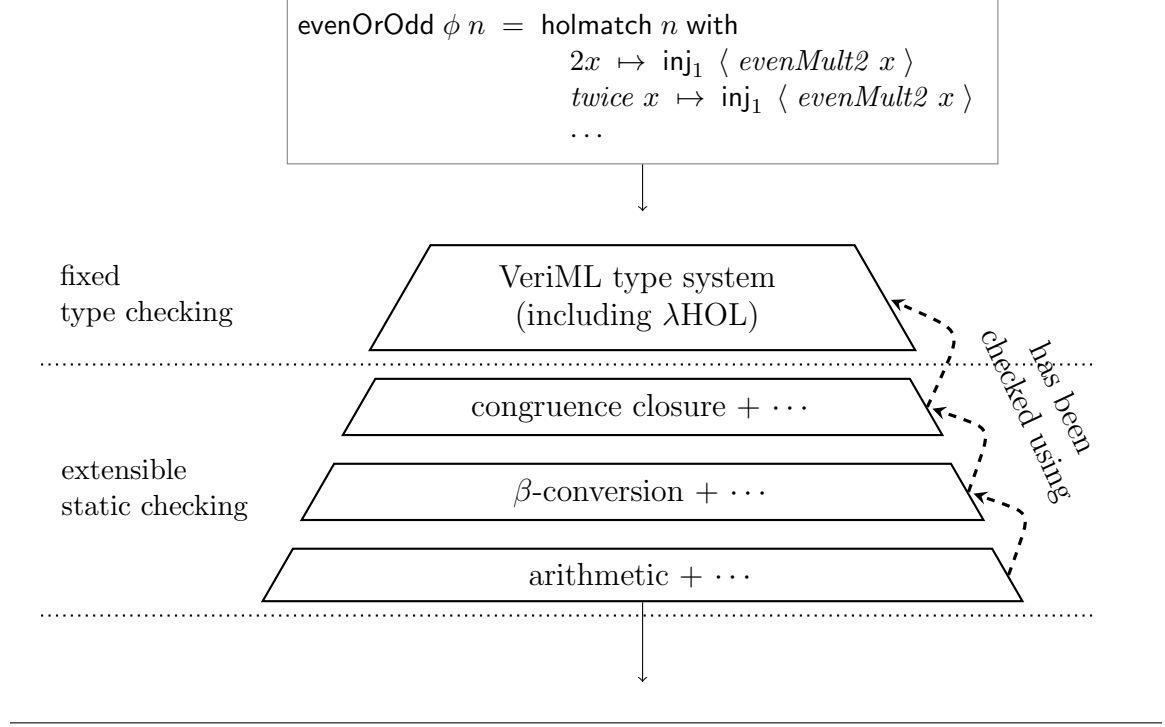 evenOrOdd ϕ n = holmatch n with
2x ↦ inj₁ ⟨ evenMult2 x ⟩
twice x ↦ inj₁ ⟨ evenMult2 x ⟩
⋯
fixed
type checking
VeriML type system
(including λHOL)
has been
checked using
congruence closure + ⋯
extensible
static checking
β-conversion + ⋯
arithmetic + ⋯